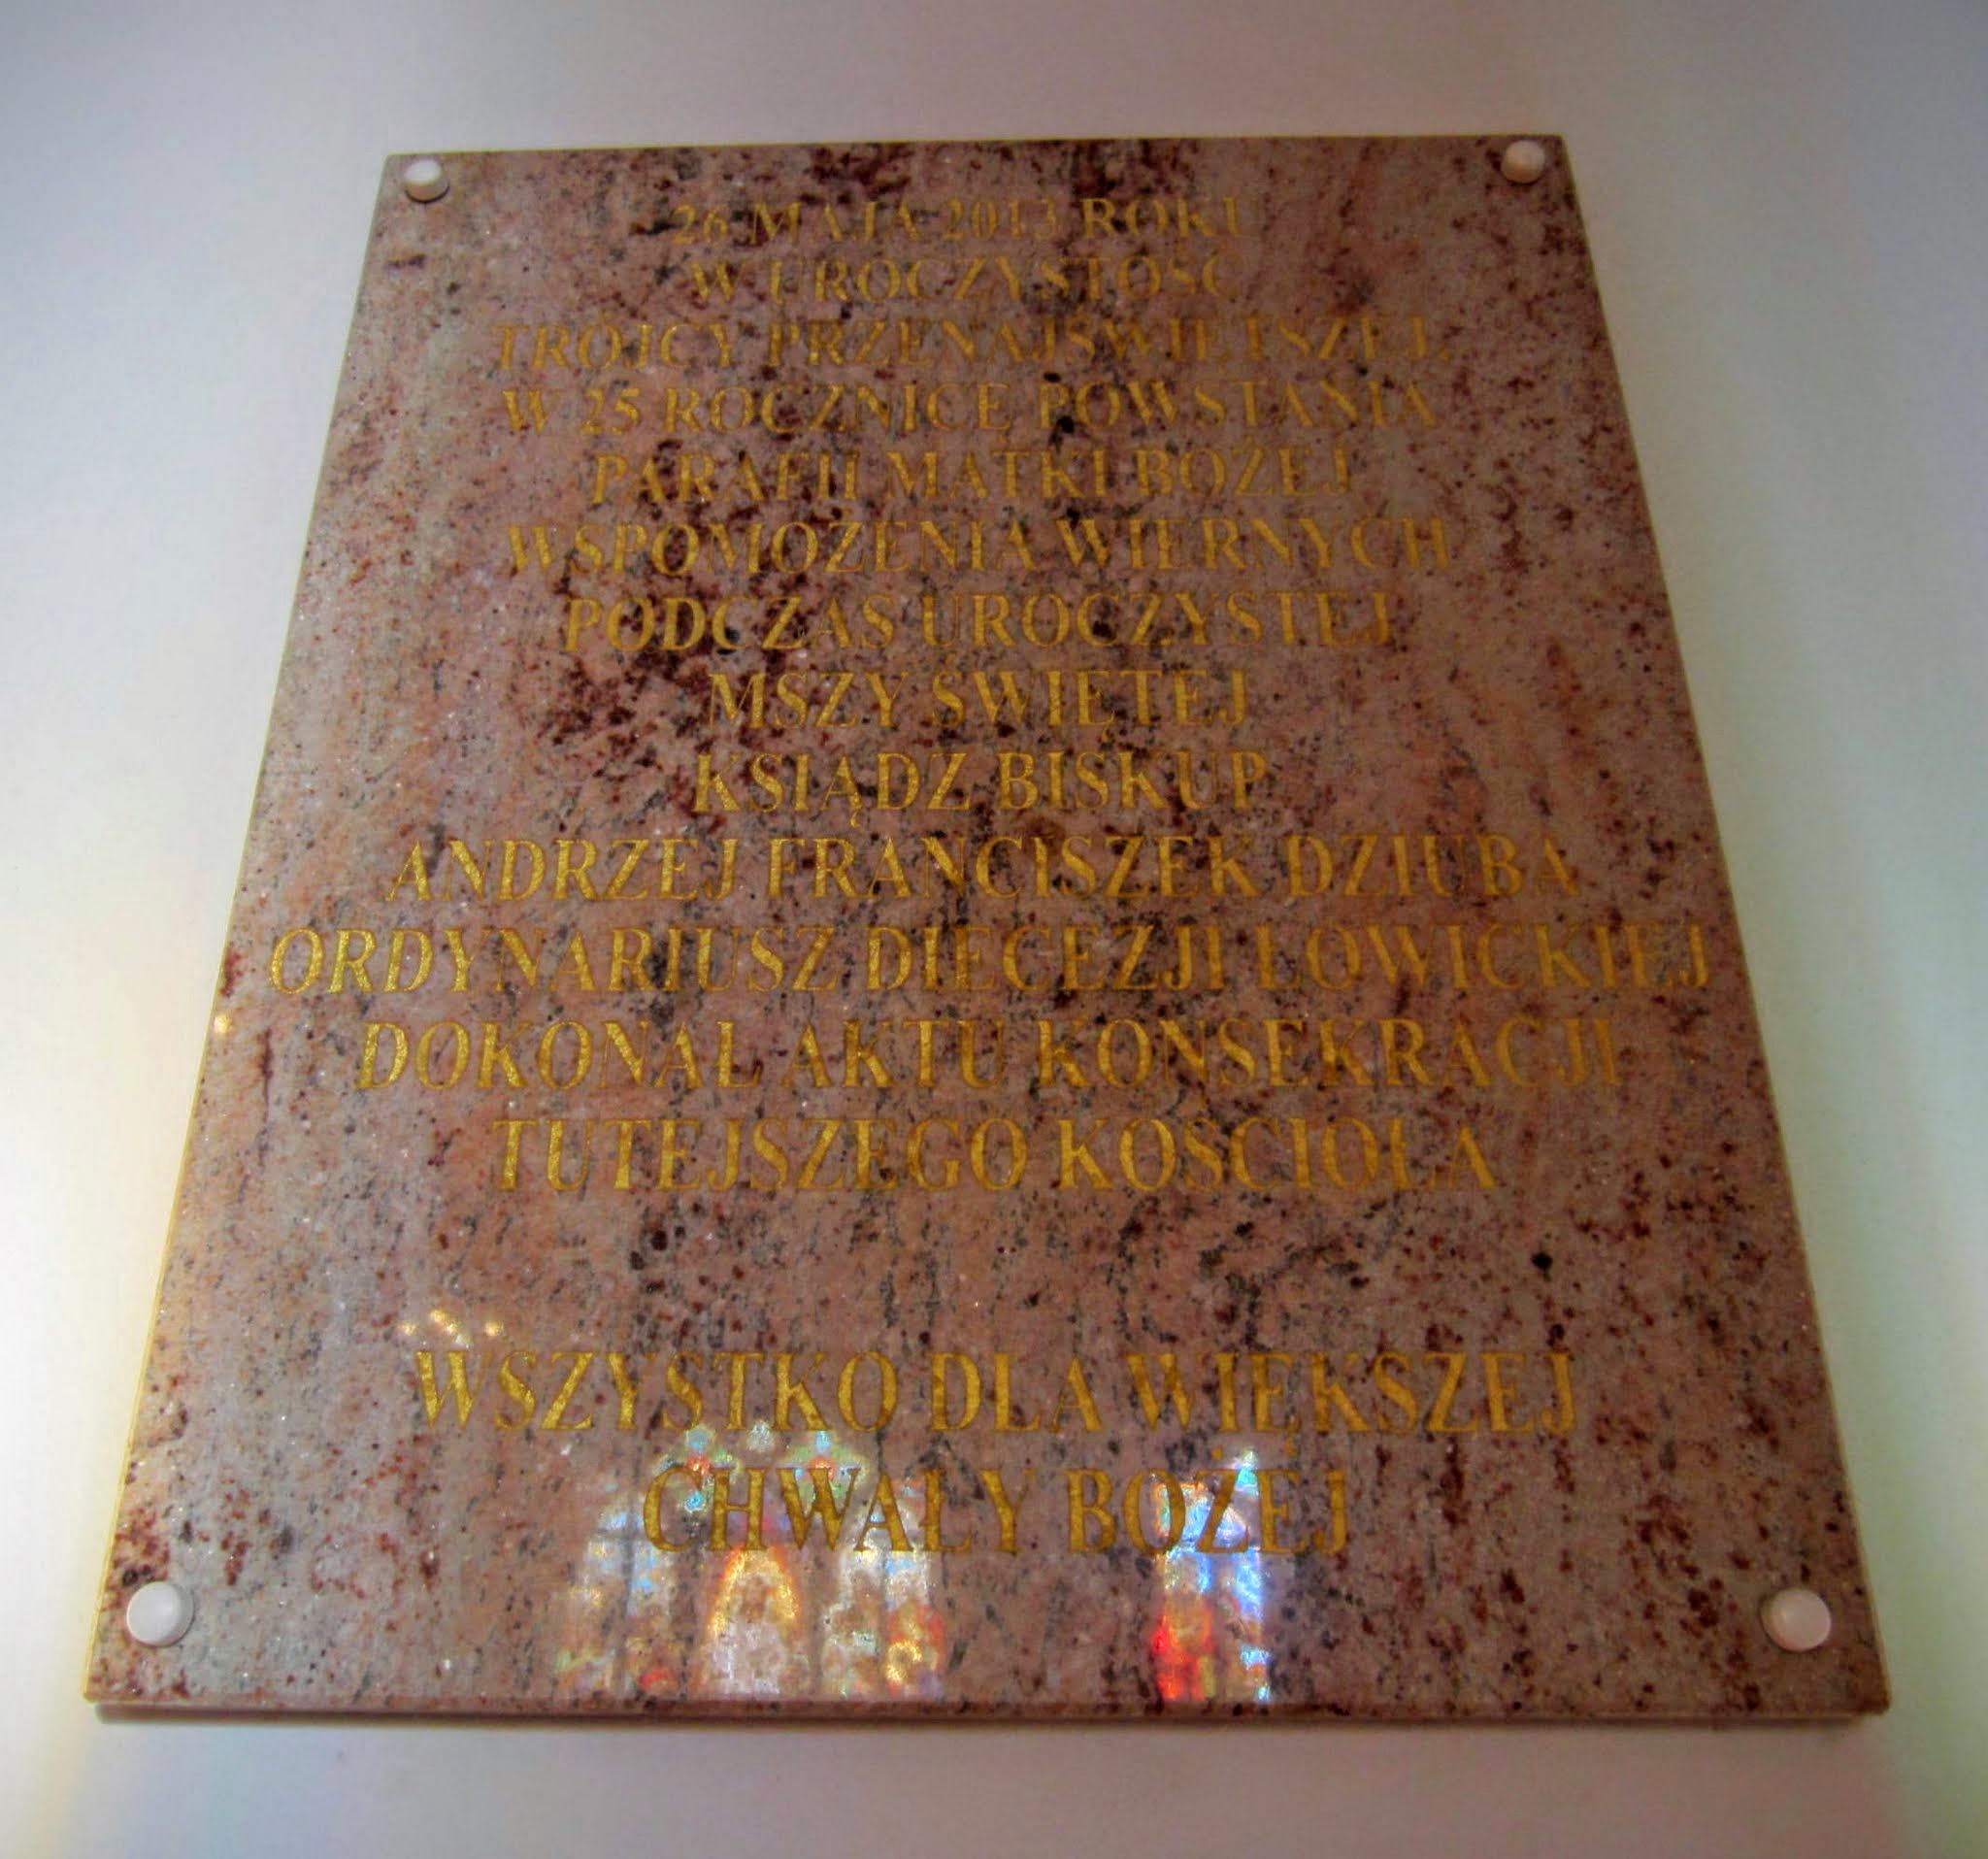 26 MAJA 2013 ROKU
W UROCZYSTOŚĆ
TRÓJCY PRZENAJŚWIĘTSZEJ,
W 25 ROCZNICĘ POWSTANIA
PARAFII MATKI BOŻEJ
WSPOMOŻENIA WIERNYCH
PODCZAS UROCZYSTEJ
MSZY ŚWIĘTEJ
KSIĄDZ BISKUP
ANDRZEJ FRANCISZEK DZIUBA
ORDYNARIUSZ DIECEZJI ŁOWICKIEJ
DOKONAŁ AKTU KONSEKRACJI
TUTEJSZEGO KOŚCIOŁA
WSZYSTKO DLA WIĘKSZEJ
CHWAŁY BOŻEJ